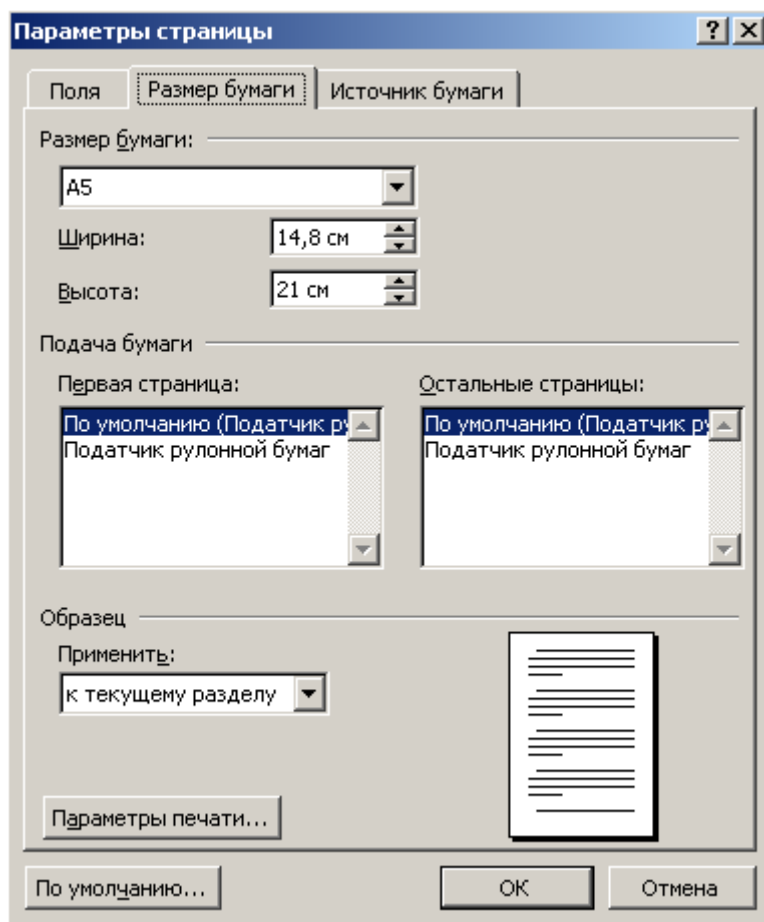 Параметры страницы
Поля Размер бумаги Источник бумаги
Размер бумаги:
А5
Ширина: 14,8 см
Высота: 21 см
Подача бумаги
Первая страница: Остальные страницы:
По умолчанию (Податчик ру По умолчанию (Податчик ру
Податчик рулонной бумаг Податчик рулонной бумаг
Образец
Применить:
к текущему разделу
Параметры печати...
По умолчанию... ОК Отмена